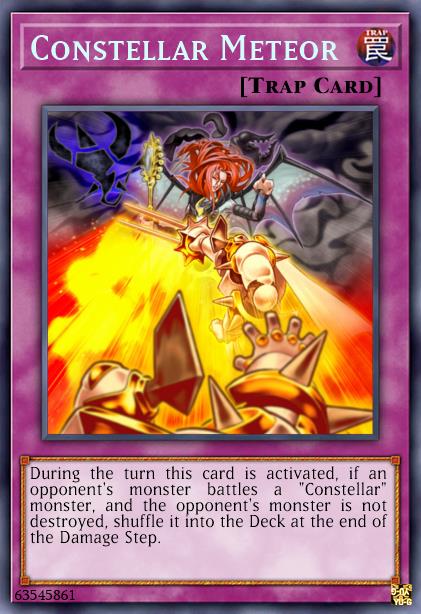 CONSTELLAR METEOR
TRAP
罠
[TRAP CARD]
During the turn this card is activated, if an
opponent's monster battles a "Constellar"
monster, and the opponent's monster is not
destroyed, shuffle it into the Deck at the end of
the Damage Step.
63545861